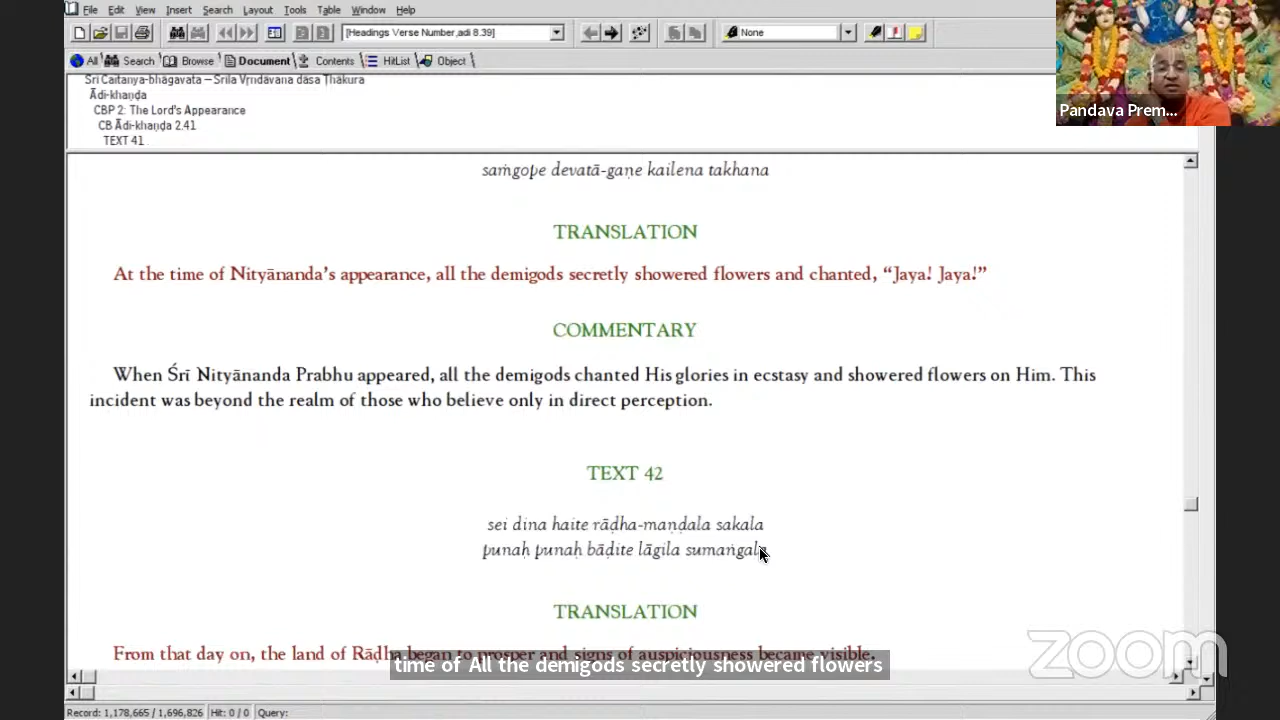 File Edit View Insert Search Layout Tools Table Window Help
[Headings Verse Number,adi 8.39]
None
All Search Browse Document Contents HitList Object
Śrī Caitanya-bhāgavata — Śrīla Vṛndāvana dāsa Ṭhākura
Ādi-khaṇḍa
CBP 2: The Lord's Appearance
CB Ādi-khaṇḍa 2.41
TEXT 41
Pandava Prem...
saṁgope devatā-gaṇe kailena takhana
TRANSLATION
At the time of Nityānanda's appearance, all the demigods secretly showered flowers and chanted, “Jaya! Jaya!”
COMMENTARY
When Śrī Nityānanda Prabhu appeared, all the demigods chanted His glories in ecstasy and showered flowers on Him. This
incident was beyond the realm of those who believe only in direct perception.
TEXT 42
sei dina haite rāḍha-maṇḍala sakala
punaḥ punaḥ bāḍite lāgila sumaṅgala
TRANSLATION
From that day on, the land of Rāḍha began to prosper and signs of auspiciousness became visible.
time of All the demigods secretly showered flowers
zoom
Record: 1,178,665 / 1,696,826 Hit: 0 / 0 Query: